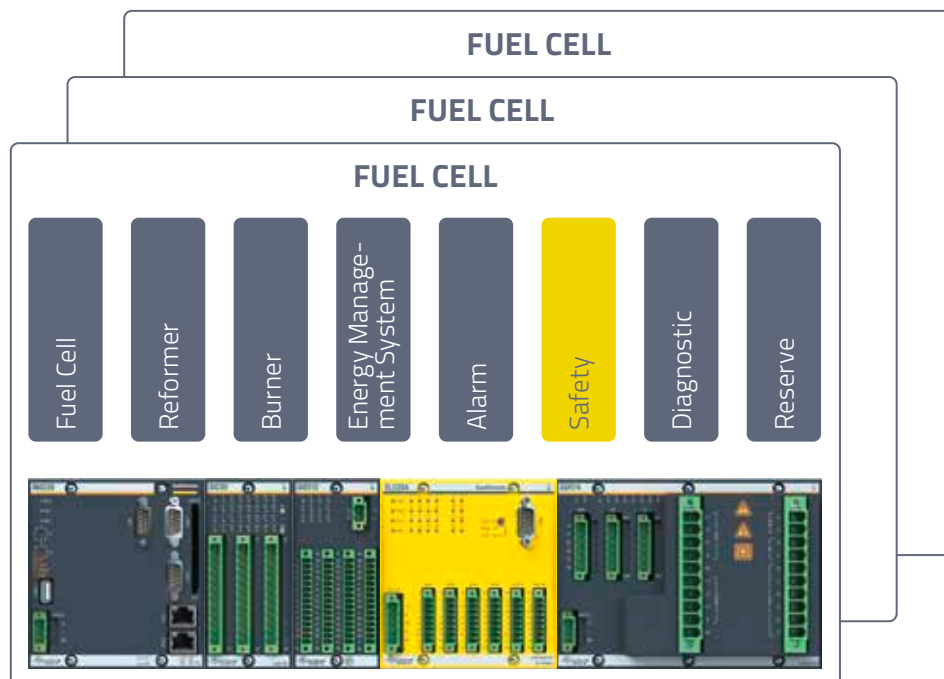 FUEL CELL
FUEL CELL
FUEL CELL
Fuel Cell
Reformer
Burner
Energy Manage-
ment System
Alarm
Safety
Diagnostic
Reserve